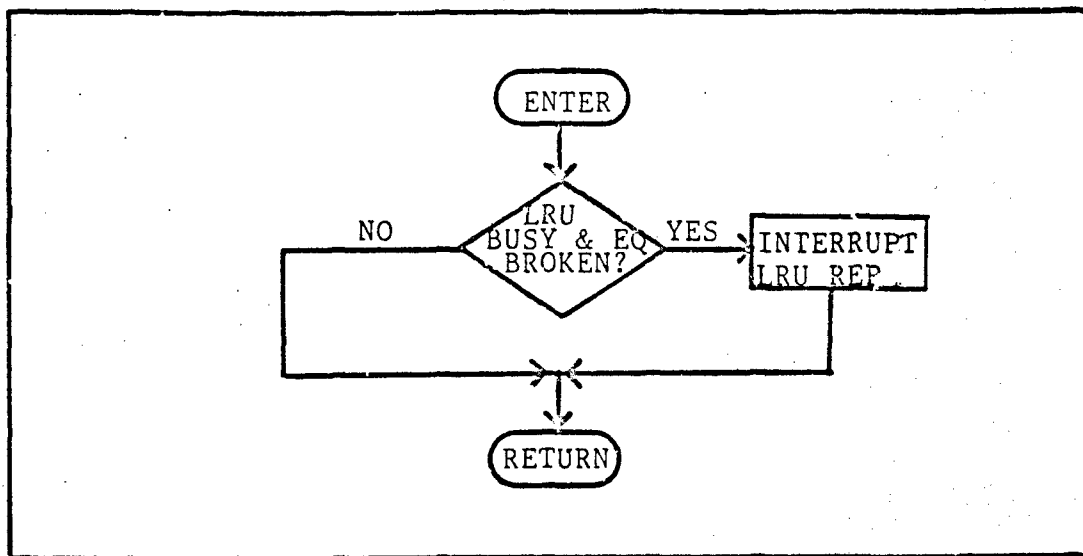 ENTER
LRU
BUSY & EQ
BROKEN?
NO
YES
INTERRUPT
LRU REP.
RETURN